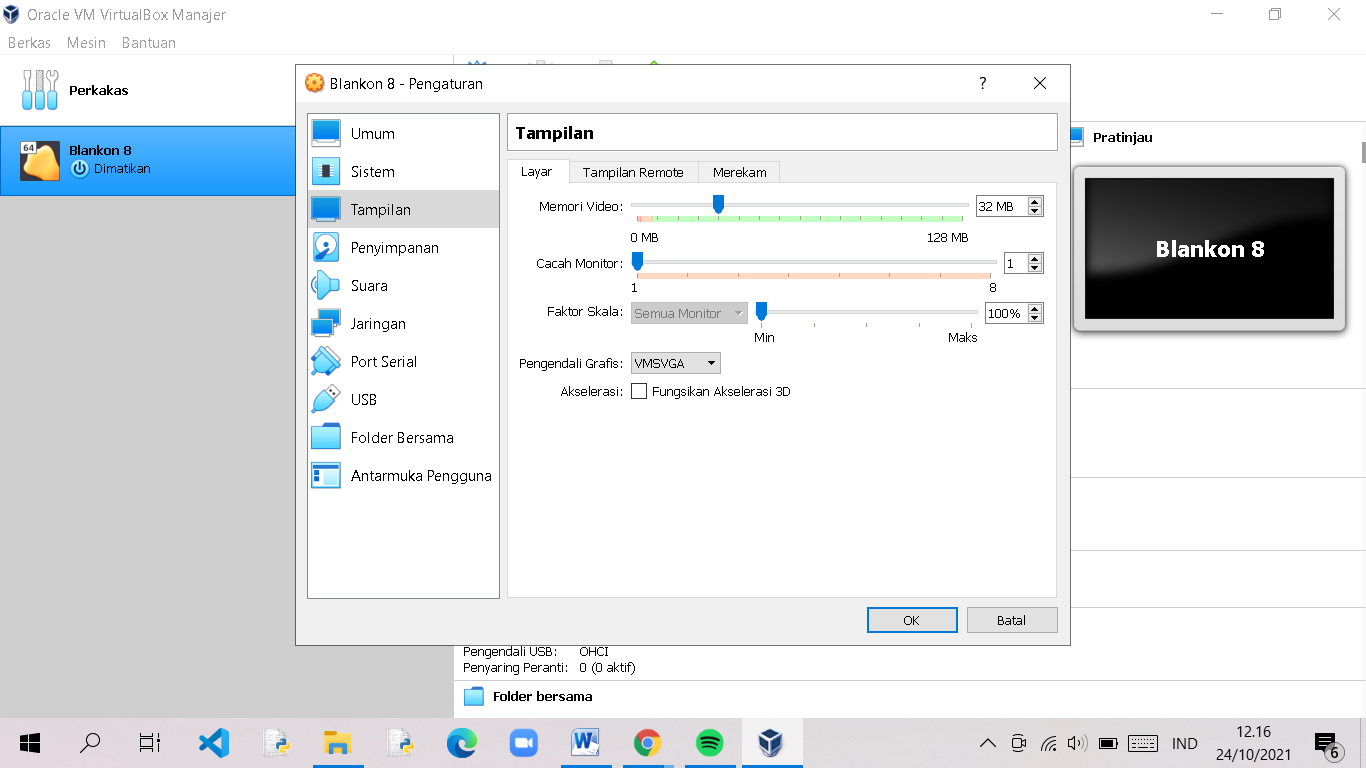 Oracle VM VirtualBox Manajer
Berkas Mesin Bantuan
Perkakas
64
Blankon 8
Dimatikan
Blankon 8 - Pengaturan
?
Umum
Sistem
Tampilan
Penyimpanan
Suara
Jaringan
Port Serial
USB
Folder Bersama
Antarmuka Pengguna
Tampilan
Layar Tampilan Remote Merekam
Memori Video: 32 MB
0 MB 128 MB
Cacah Monitor: 1
1 8
Faktor Skala: Semua Monitor 100%
Min Maks
Pengendali Grafis: VMSVGA
Akselerasi: Fungsikan Akselerasi 3D
OK Batal
Pratinjau
Blankon 8
Pengendali USB: OHCI
Penyaring Peranti: 0 (0 aktif)
Folder bersama
IND
12.16
24/10/2021
6